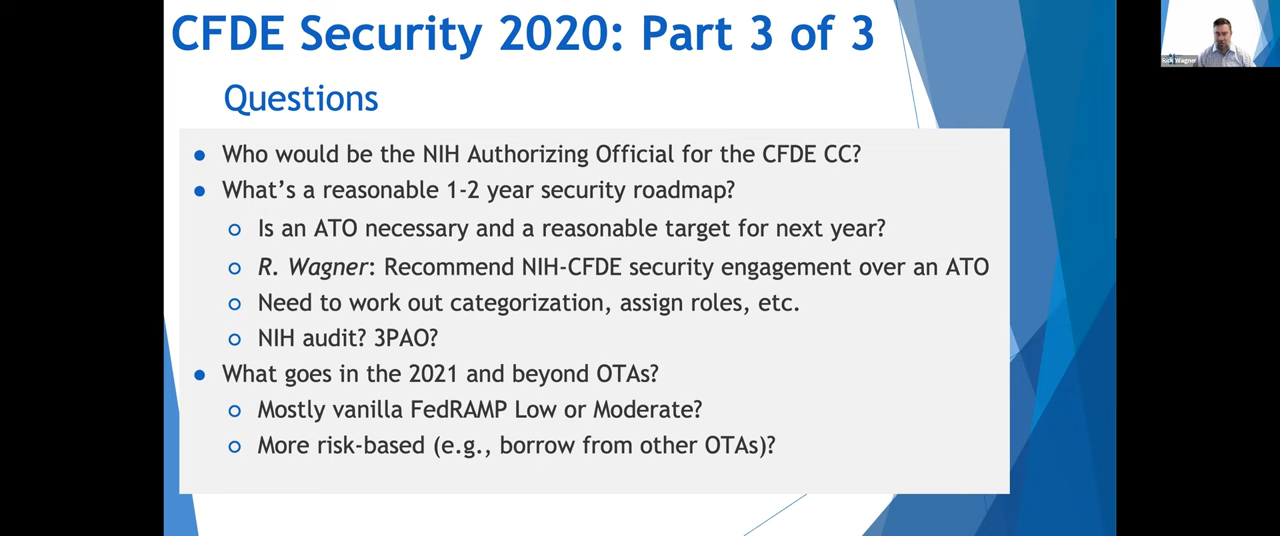 CFDE Security 2020: Part 3 of 3
Questions
Who would be the NIH Authorizing Official for the CFDE CC?
What's a reasonable 1-2 year security roadmap?
Is an ATO necessary and a reasonable target for next year?
R. Wagner: Recommend NIH-CFDE security engagement over an ATO
Need to work out categorization, assign roles, etc.
NIH audit? 3PAO?
What goes in the 2021 and beyond OTAs?
Mostly vanilla FedRAMP Low or Moderate?
More risk-based (e.g., borrow from other OTAs)?
Rick Wagner